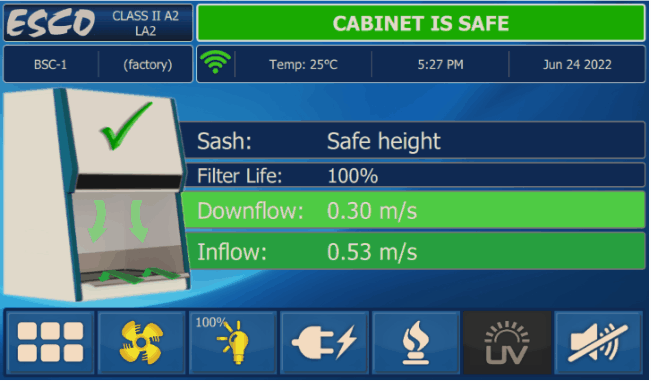 ESCO
CLASS II A2
LA2
CABINET IS SAFE
BSC-1
(factory)
Temp: 25°C
5:27 PM
Jun 24 2022
Sash: Safe height
Filter Life: 100%
Downflow: 0.30 m/s
Inflow: 0.53 m/s
100%
UV